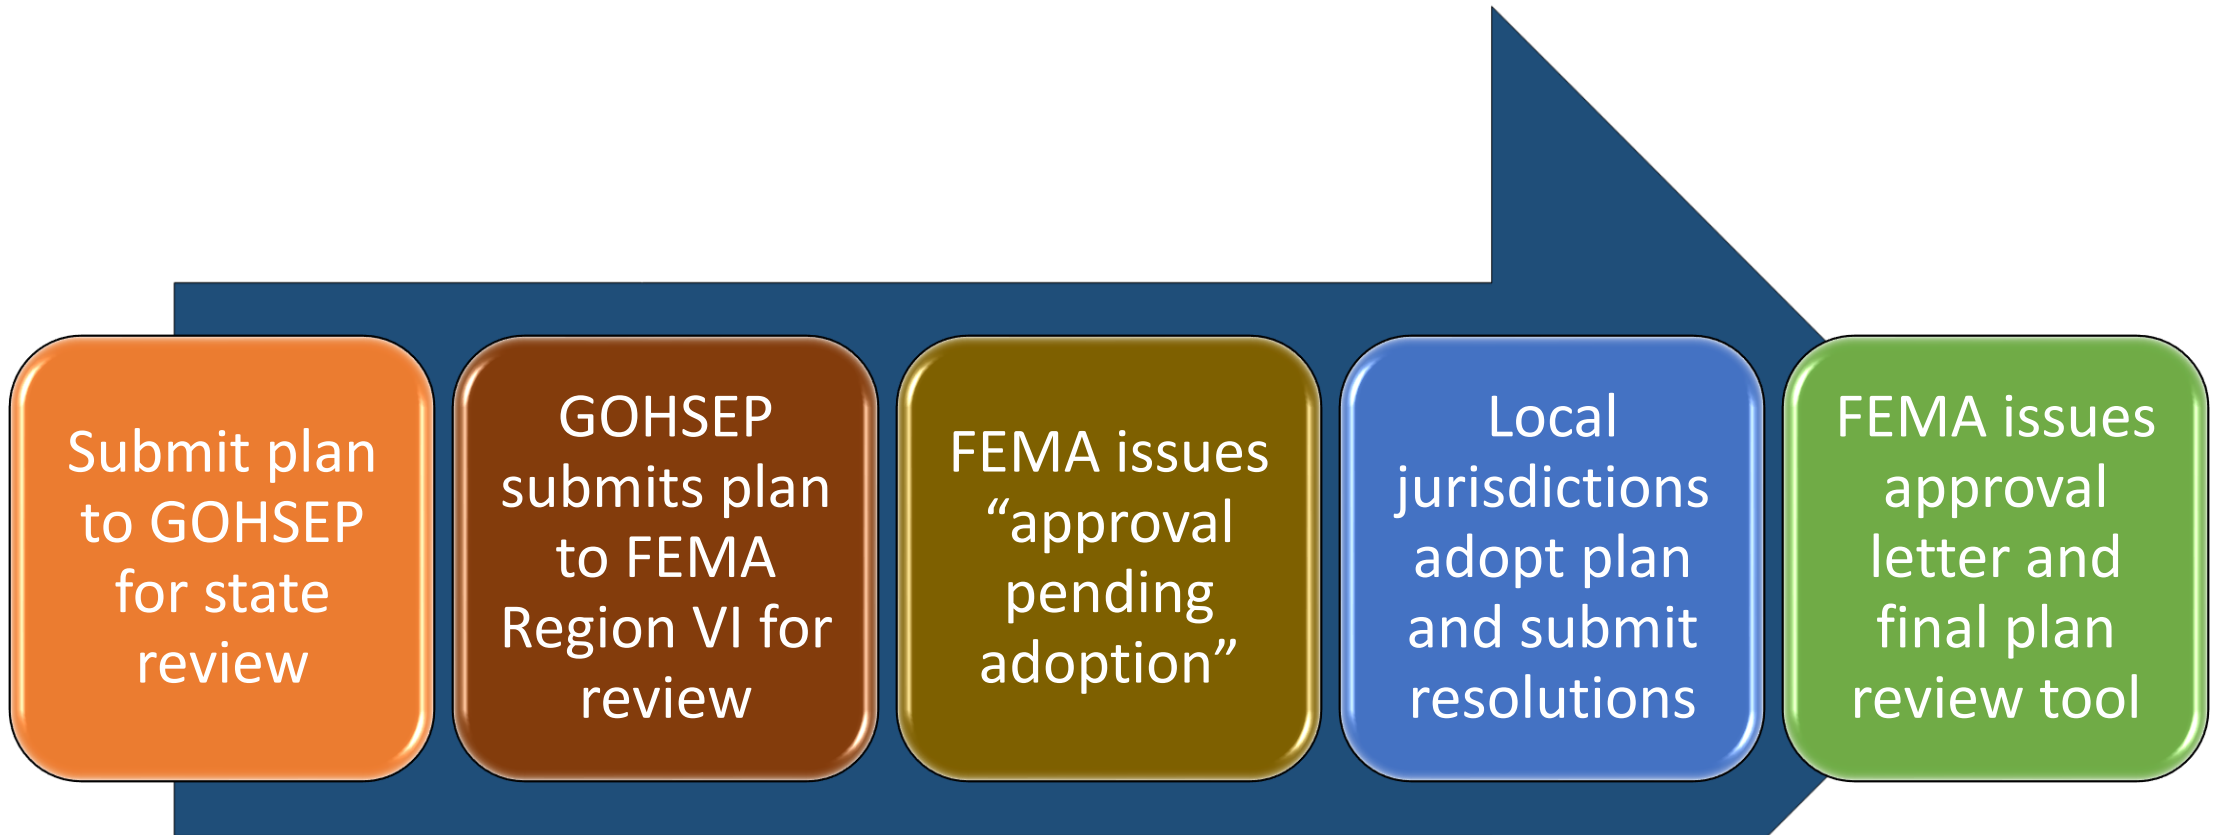 Submit plan
to GOHSEP
for state
review
GOHSEP
submits plan
to FEMA
Region VI for
review
FEMA issues
“approval
pending
adoption”
Local
jurisdictions
adopt plan
and submit
resolutions
FEMA issues
approval
letter and
final plan
review tool